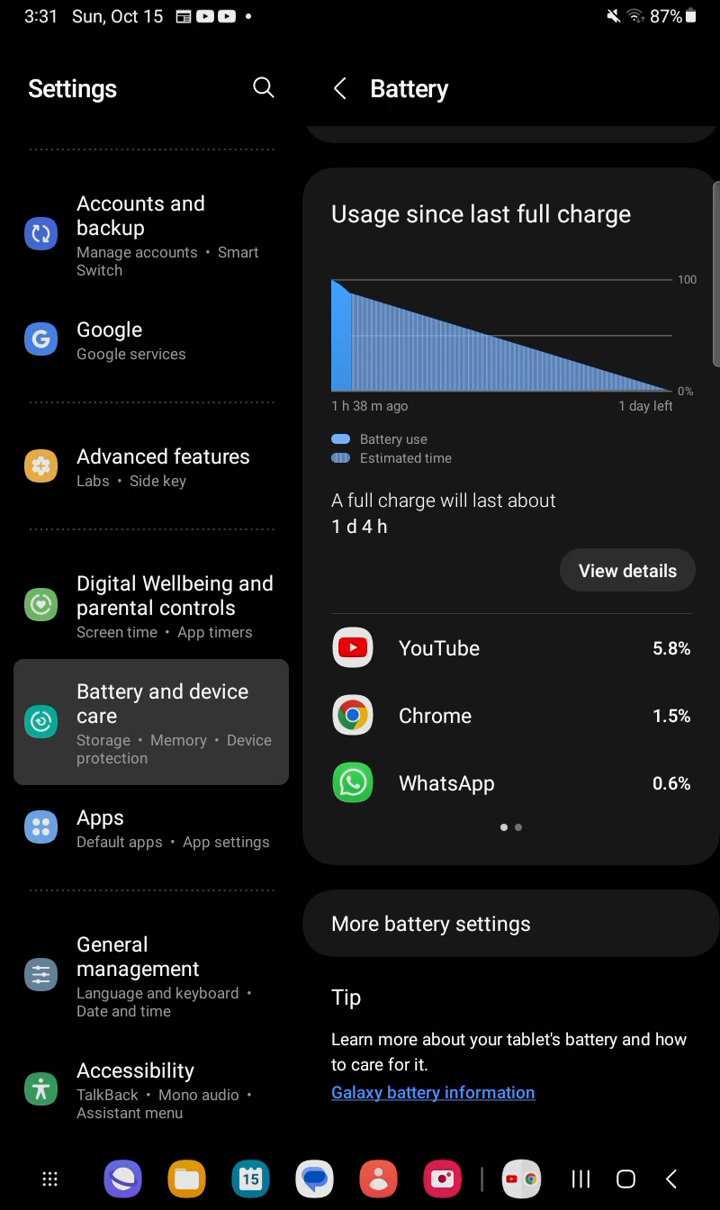 3:31 Sun, Oct 15
87%
Settings
Accounts and
backup
Manage accounts • Smart
Switch
Google
Google services
Advanced features
Labs • Side key
Digital Wellbeing and
parental controls
Screen time • App timers
Battery and device
care
Storage • Memory • Device
protection
Apps
Default apps • App settings
General
management
Language and keyboard •
Date and time
Accessibility
TalkBack • Mono audio •
Assistant menu
Battery
Usage since last full charge
100
0%
1 h 38 m ago
1 day left
Battery use
Estimated time
A full charge will last about
1 d 4 h
View details
YouTube 5.8%
Chrome 1.5%
WhatsApp 0.6%
More battery settings
Tip
Learn more about your tablet's battery and how
to care for it.
Galaxy battery information
15